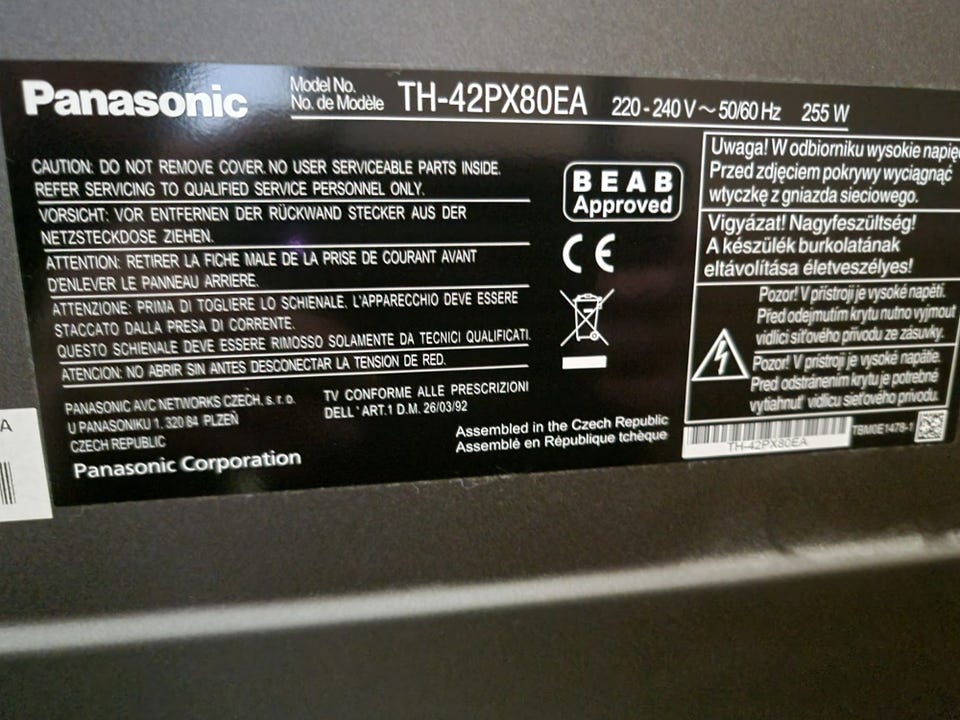 Panasonic
Model No.
No. de Modèle
TH-42PX80EA
220-240 V ~ 50/60 Hz
255 W
CAUTION: DO NOT REMOVE COVER. NO USER SERVICEABLE PARTS INSIDE.
REFER SERVICING TO QUALIFIED SERVICE PERSONNEL ONLY.
VORSICHT: VOR ENTFERNEN DER RÜCKWAND STECKER AUS DER
NETZSTECKDOSE ZIEHEN.
ATTENTION: RETIRER LA FICHE MALE DE LA PRISE DE COURANT AVANT
D'ENLEVER LE PANNEAU ARRIERE.
ATTENZIONE: PRIMA DI TOGLIERE LO SCHIENALE. L'APPARECCHIO DEVE ESSERE
STACCATO DALLA PRESA DI CORRENTE.
QUESTO SCHIENALE DEVE ESSERE RIMOSSO SOLAMENTE DA TECNICI QUALIFICATI.
ATENCION: NO ABRIR SIN ANTES DESCONECTAR LA TENSION DE RED.
PANASONIC AVC NETWORKS CZECH, s. r. o.
U PANASONIKU 1, 320 84 PLZEŇ
CZECH REPUBLIC
TV CONFORME ALLE PRESCRIZIONI
DELL' ART.1 D.M. 26/03/92
Panasonic Corporation
Assembled in the Czech Republic
Assemblé en République tchèque
BEAB
Approved
CE
Uwaga! W odbiorniku wysokie napię
Przed zdjęciem pokrywy wyciągnąć
wtyczkę z gniazda sieciowego.
Vigyázat! Nagyfeszültség!
A készülék burkolatának
eltávolítása életveszélyes!
Pozor! V přístroji je vysoké napětí.
Před odejmutím krytu nutno vyjmout
vidlici síťového přívodu ze zásuvky.
Pozor! V prístroji je vysoké napätie.
Pred odstránením krytu je potrebné
vytiahnuť vidlicu sieťového prívodu.
TH-42PX80EA
TBM0E1478-1
A